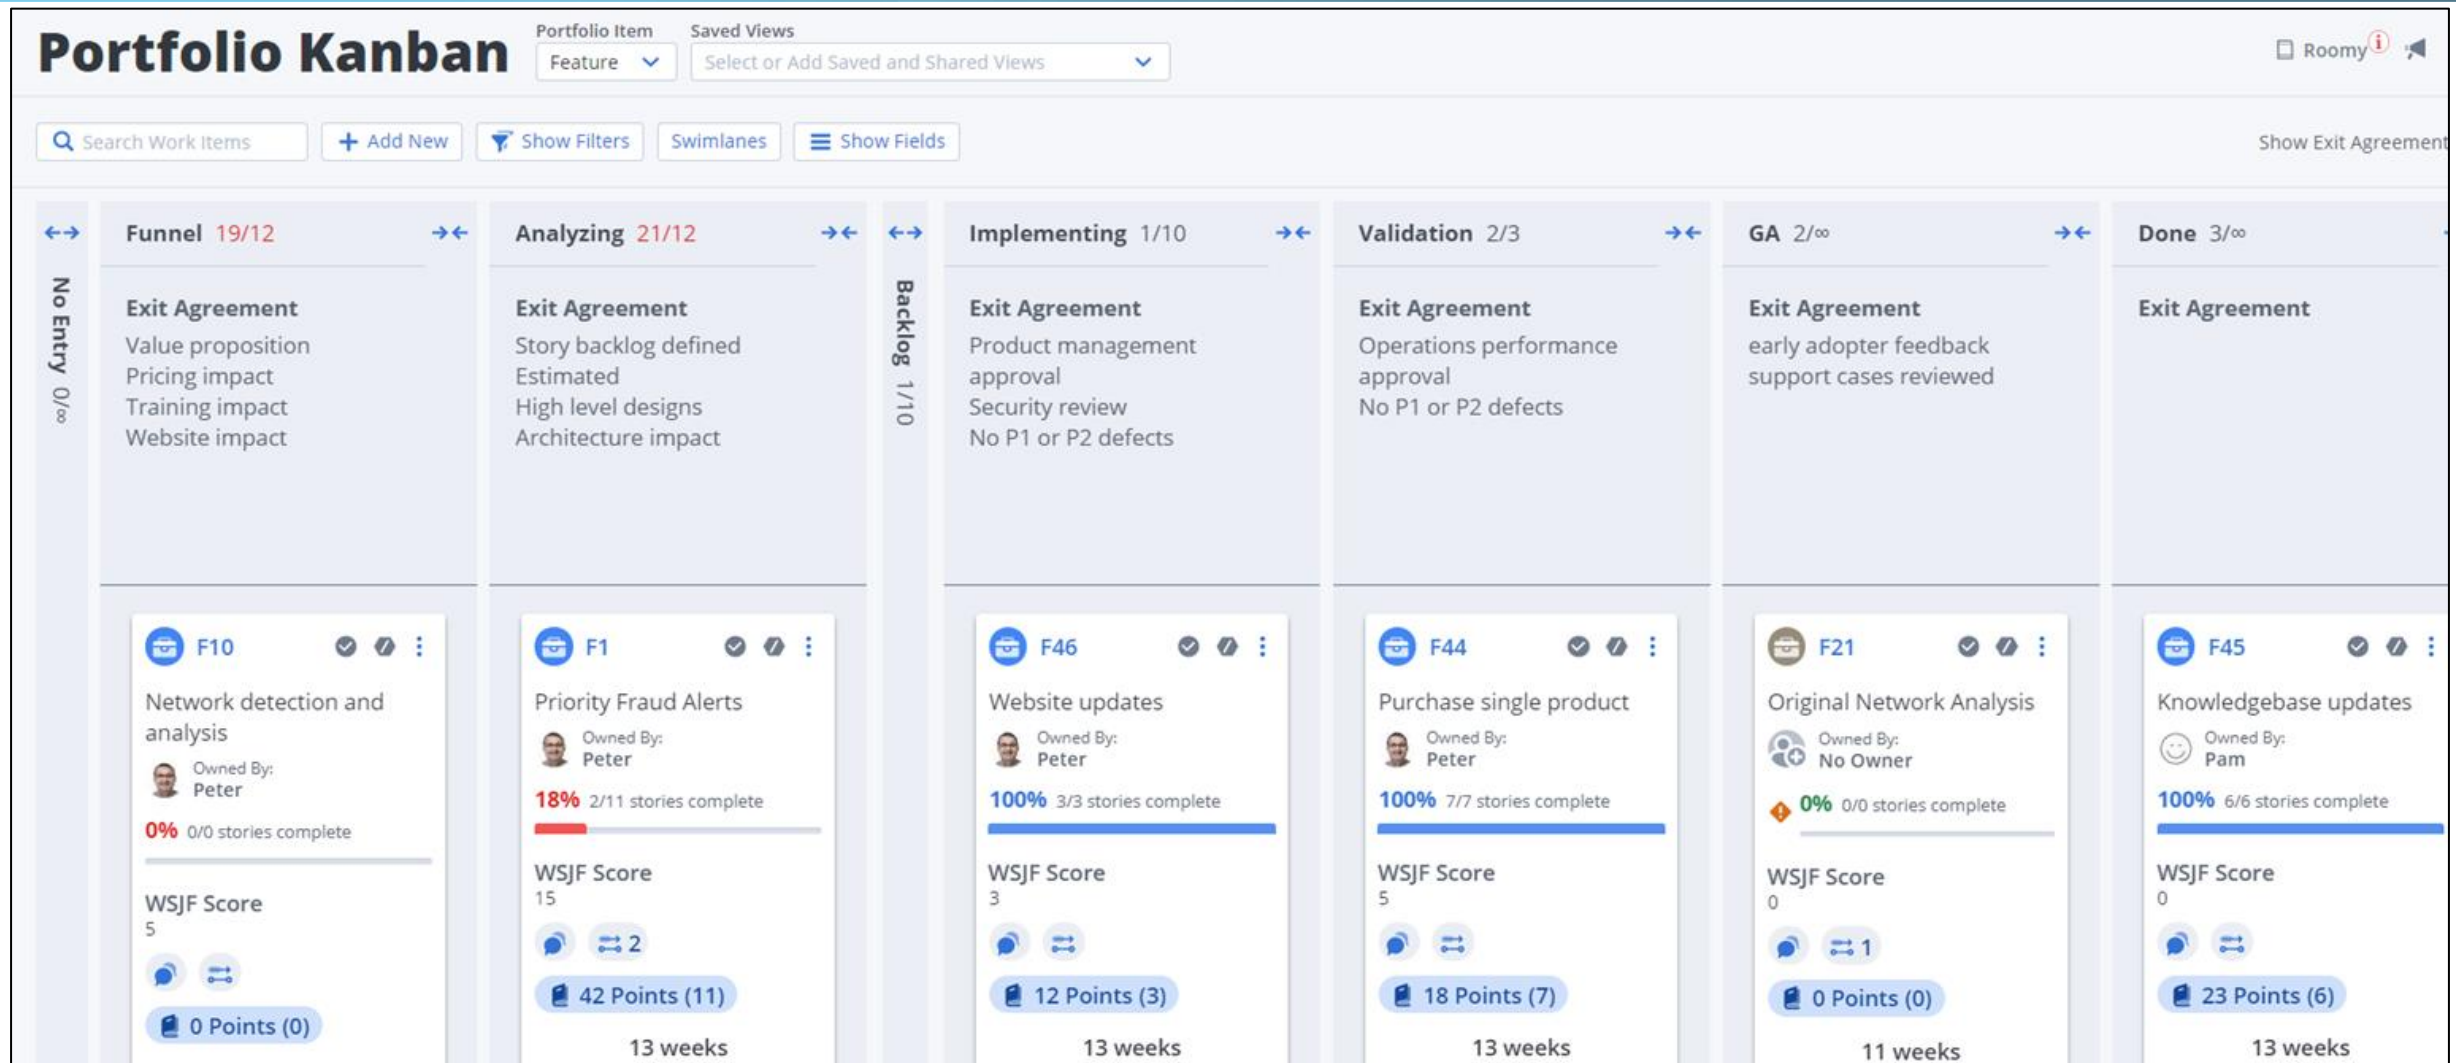 Portfolio Kanban
Portfolio Item
Feature
Saved Views
Select or Add Saved and Shared Views
Roomy
Search Work Items
Add New
Show Filters
Swimlanes
Show Fields
Show Exit Agreement
No Entry 0/∞
Funnel 19/12
Exit Agreement
Value proposition
Pricing impact
Training impact
Website impact
F10
Network detection and
analysis
Owned By:
Peter
0% 0/0 stories complete
WSJF Score
5
0 Points (0)
Analyzing 21/12
Exit Agreement
Story backlog defined
Estimated
High level designs
Architecture impact
F1
Priority Fraud Alerts
Owned By:
Peter
18% 2/11 stories complete
WSJF Score
15
2
42 Points (11)
13 weeks
Backlog 1/10
Implementing 1/10
Exit Agreement
Product management
approval
Security review
No P1 or P2 defects
F46
Website updates
Owned By:
Peter
100% 3/3 stories complete
WSJF Score
3
12 Points (3)
13 weeks
Validation 2/3
Exit Agreement
Operations performance
approval
No P1 or P2 defects
F44
Purchase single product
Owned By:
Peter
100% 7/7 stories complete
WSJF Score
5
18 Points (7)
13 weeks
GA 2/∞
Exit Agreement
early adopter feedback
support cases reviewed
F21
Original Network Analysis
Owned By:
No Owner
0% 0/0 stories complete
WSJF Score
0
1
0 Points (0)
11 weeks
Done 3/∞
Exit Agreement
F45
Knowledgebase updates
Owned By:
Pam
100% 6/6 stories complete
WSJF Score
0
23 Points (6)
13 weeks